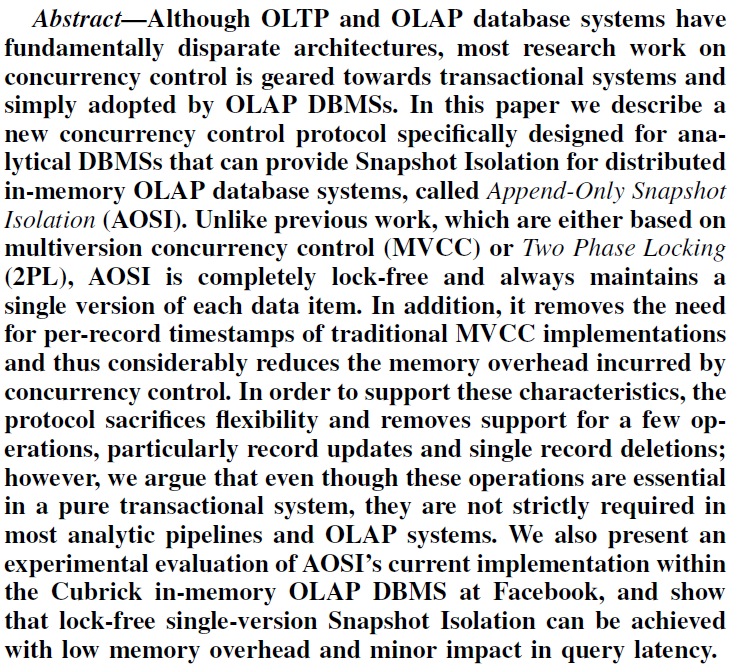 Abstract—Although OLTP and OLAP database systems have
fundamentally disparate architectures, most research work on
concurrency control is geared towards transactional systems and
simply adopted by OLAP DBMSs. In this paper we describe a
new concurrency control protocol specifically designed for ana-
lytical DBMSs that can provide Snapshot Isolation for distributed
in-memory OLAP database systems, called Append-Only Snapshot
Isolation (AOSI). Unlike previous work, which are either based on
multiversion concurrency control (MVCC) or Two Phase Locking
(2PL), AOSI is completely lock-free and always maintains a
single version of each data item. In addition, it removes the need
for per-record timestamps of traditional MVCC implementations
and thus considerably reduces the memory overhead incurred by
concurrency control. In order to support these characteristics, the
protocol sacrifices flexibility and removes support for a few op-
erations, particularly record updates and single record deletions;
however, we argue that even though these operations are essential
in a pure transactional system, they are not strictly required in
most analytic pipelines and OLAP systems. We also present an
experimental evaluation of AOSI's current implementation within
the Cubrick in-memory OLAP DBMS at Facebook, and show
that lock-free single-version Snapshot Isolation can be achieved
with low memory overhead and minor impact in query latency.